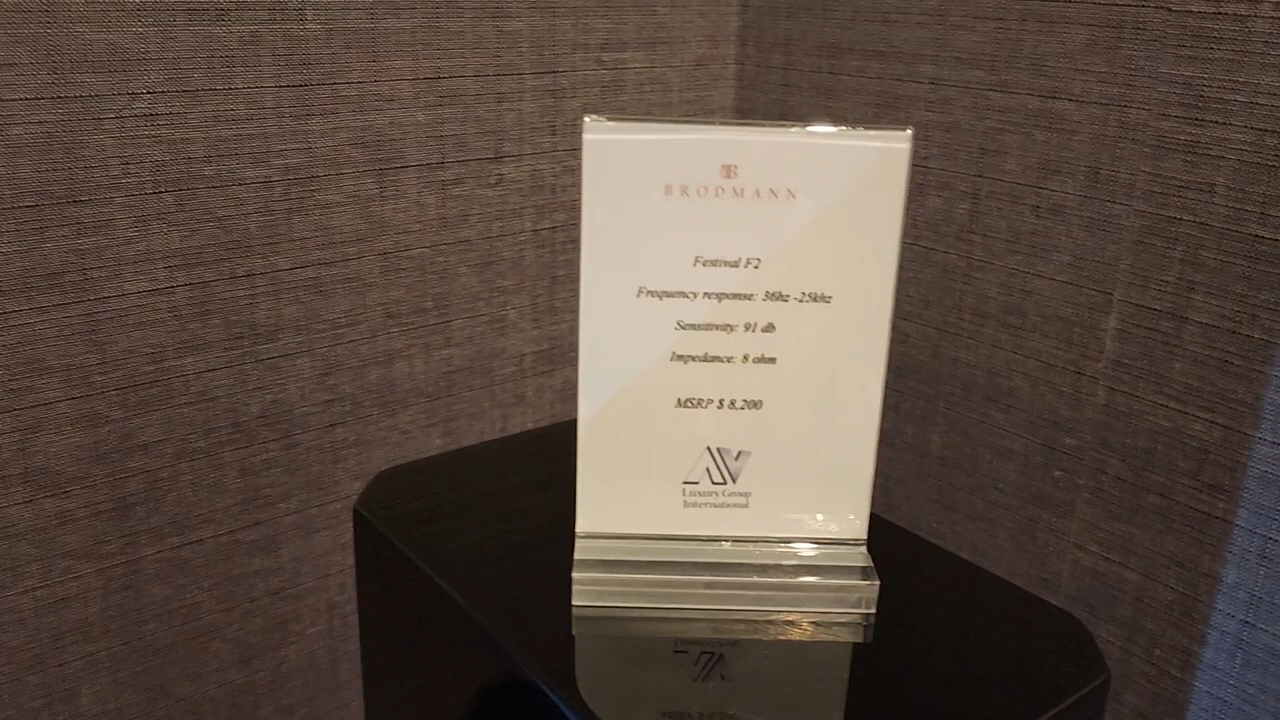 BRODMANN
Festival F2
Frequency response: 36hz -25khz
Sensitivity: 91 db
Impedance: 8 ohm
MSRP $ 8,200
AV
Luxury Group
International